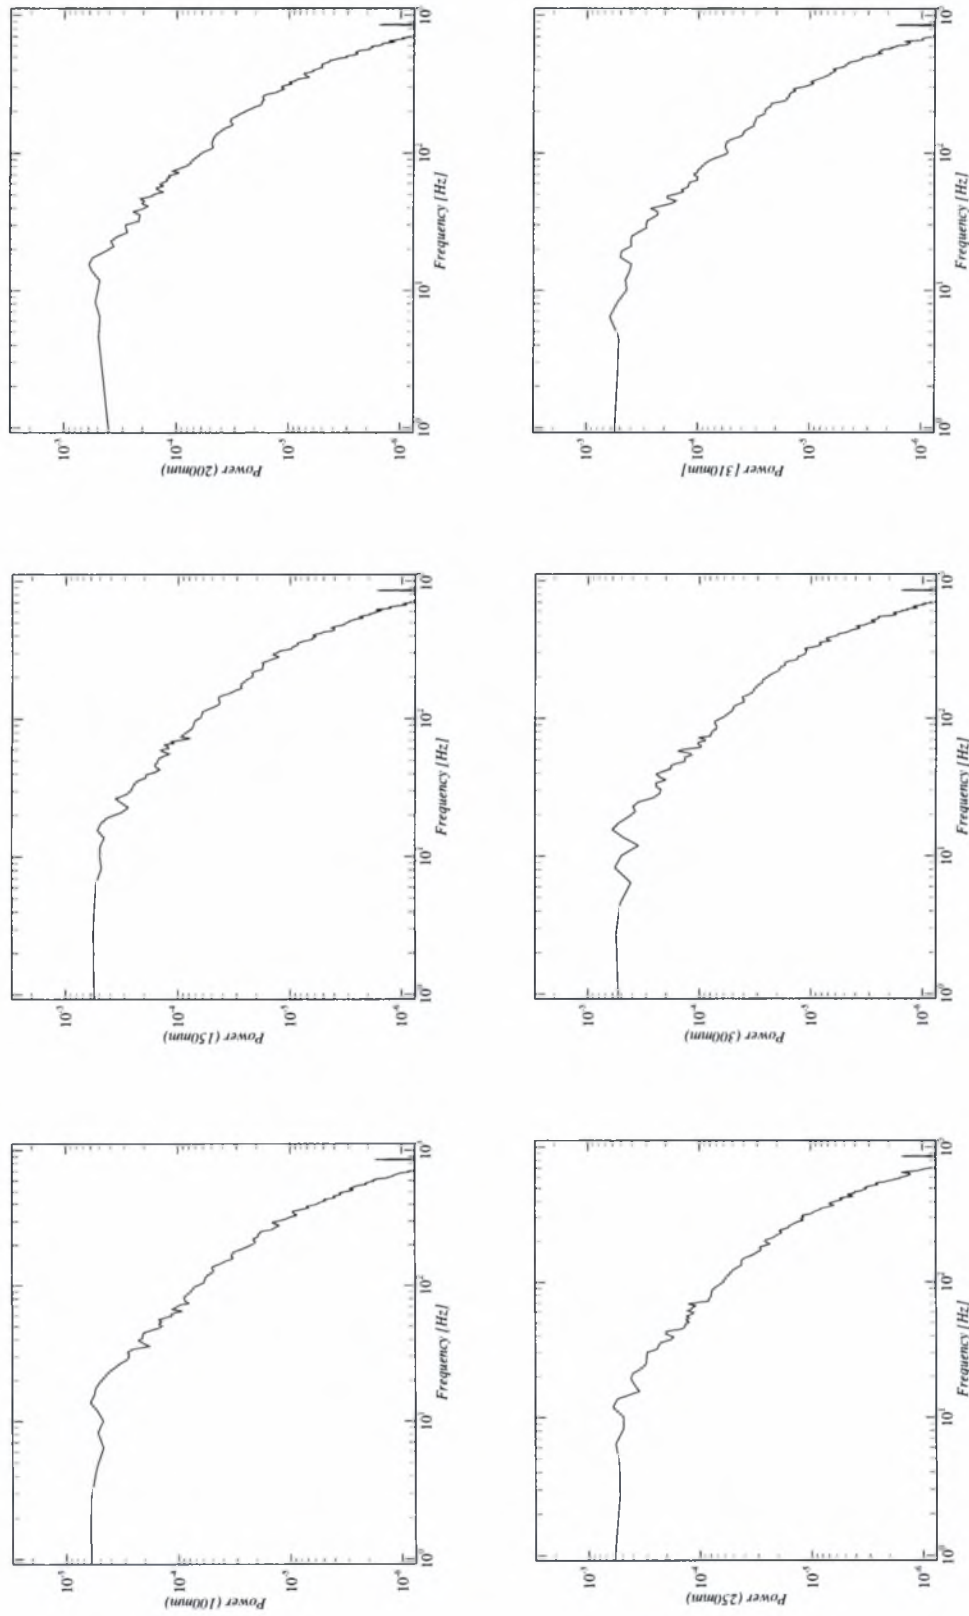 Power (100mm)
10⁻³
10⁻⁴
10⁻⁵
10⁻⁶
10⁰ 10¹ 10² 10³
Frequency [Hz]
Power (150mm)
10⁻³
10⁻⁴
10⁻⁵
10⁻⁶
10⁰ 10¹ 10² 10³
Frequency [Hz]
Power (200mm)
10⁻³
10⁻⁴
10⁻⁵
10⁻⁶
10⁰ 10¹ 10² 10³
Frequency [Hz]
Power (250mm)
10⁻³
10⁻⁴
10⁻⁵
10⁻⁶
10⁰ 10¹ 10² 10³
Frequency [Hz]
Power (300mm)
10⁻³
10⁻⁴
10⁻⁵
10⁻⁶
10⁰ 10¹ 10² 10³
Frequency [Hz]
Power [310mm]
10⁻³
10⁻⁴
10⁻⁵
10⁻⁶
10⁰ 10¹ 10² 10³
Frequency [Hz]